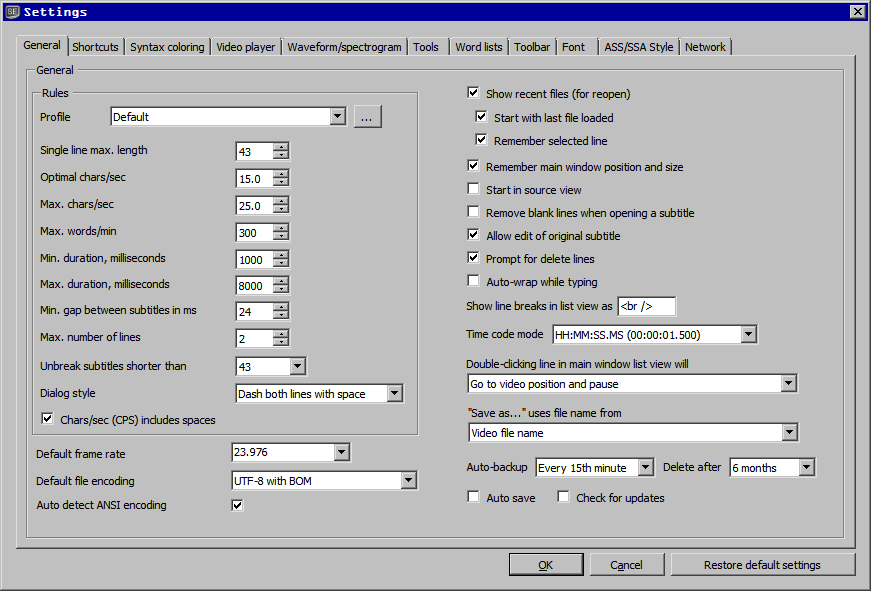 SE Settings
General Shortcuts Syntax coloring Video player Waveform/spectrogram Tools Word lists Toolbar Font ASS/SSA Style Network
General
Rules
Profile Default ...
Single line max. length 43
Optimal chars/sec 15.0
Max. chars/sec 25.0
Max. words/min 300
Min. duration, milliseconds 1000
Max. duration, milliseconds 8000
Min. gap between subtitles in ms 24
Max. number of lines 2
Unbreak subtitles shorter than 43
Dialog style Dash both lines with space
Chars/sec (CPS) includes spaces
Default frame rate 23.976
Default file encoding UTF-8 with BOM
Auto detect ANSI encoding
Show recent files (for reopen)
Start with last file loaded
Remember selected line
Remember main window position and size
Start in source view
Remove blank lines when opening a subtitle
Allow edit of original subtitle
Prompt for delete lines
Auto-wrap while typing
Show line breaks in list view as <br />
Time code mode HH:MM:SS.MS (00:00:01.500)
Double-clicking line in main window list view will
Go to video position and pause
"Save as..." uses file name from
Video file name
Auto-backup Every 15th minute Delete after 6 months
Auto save Check for updates
OK Cancel Restore default settings